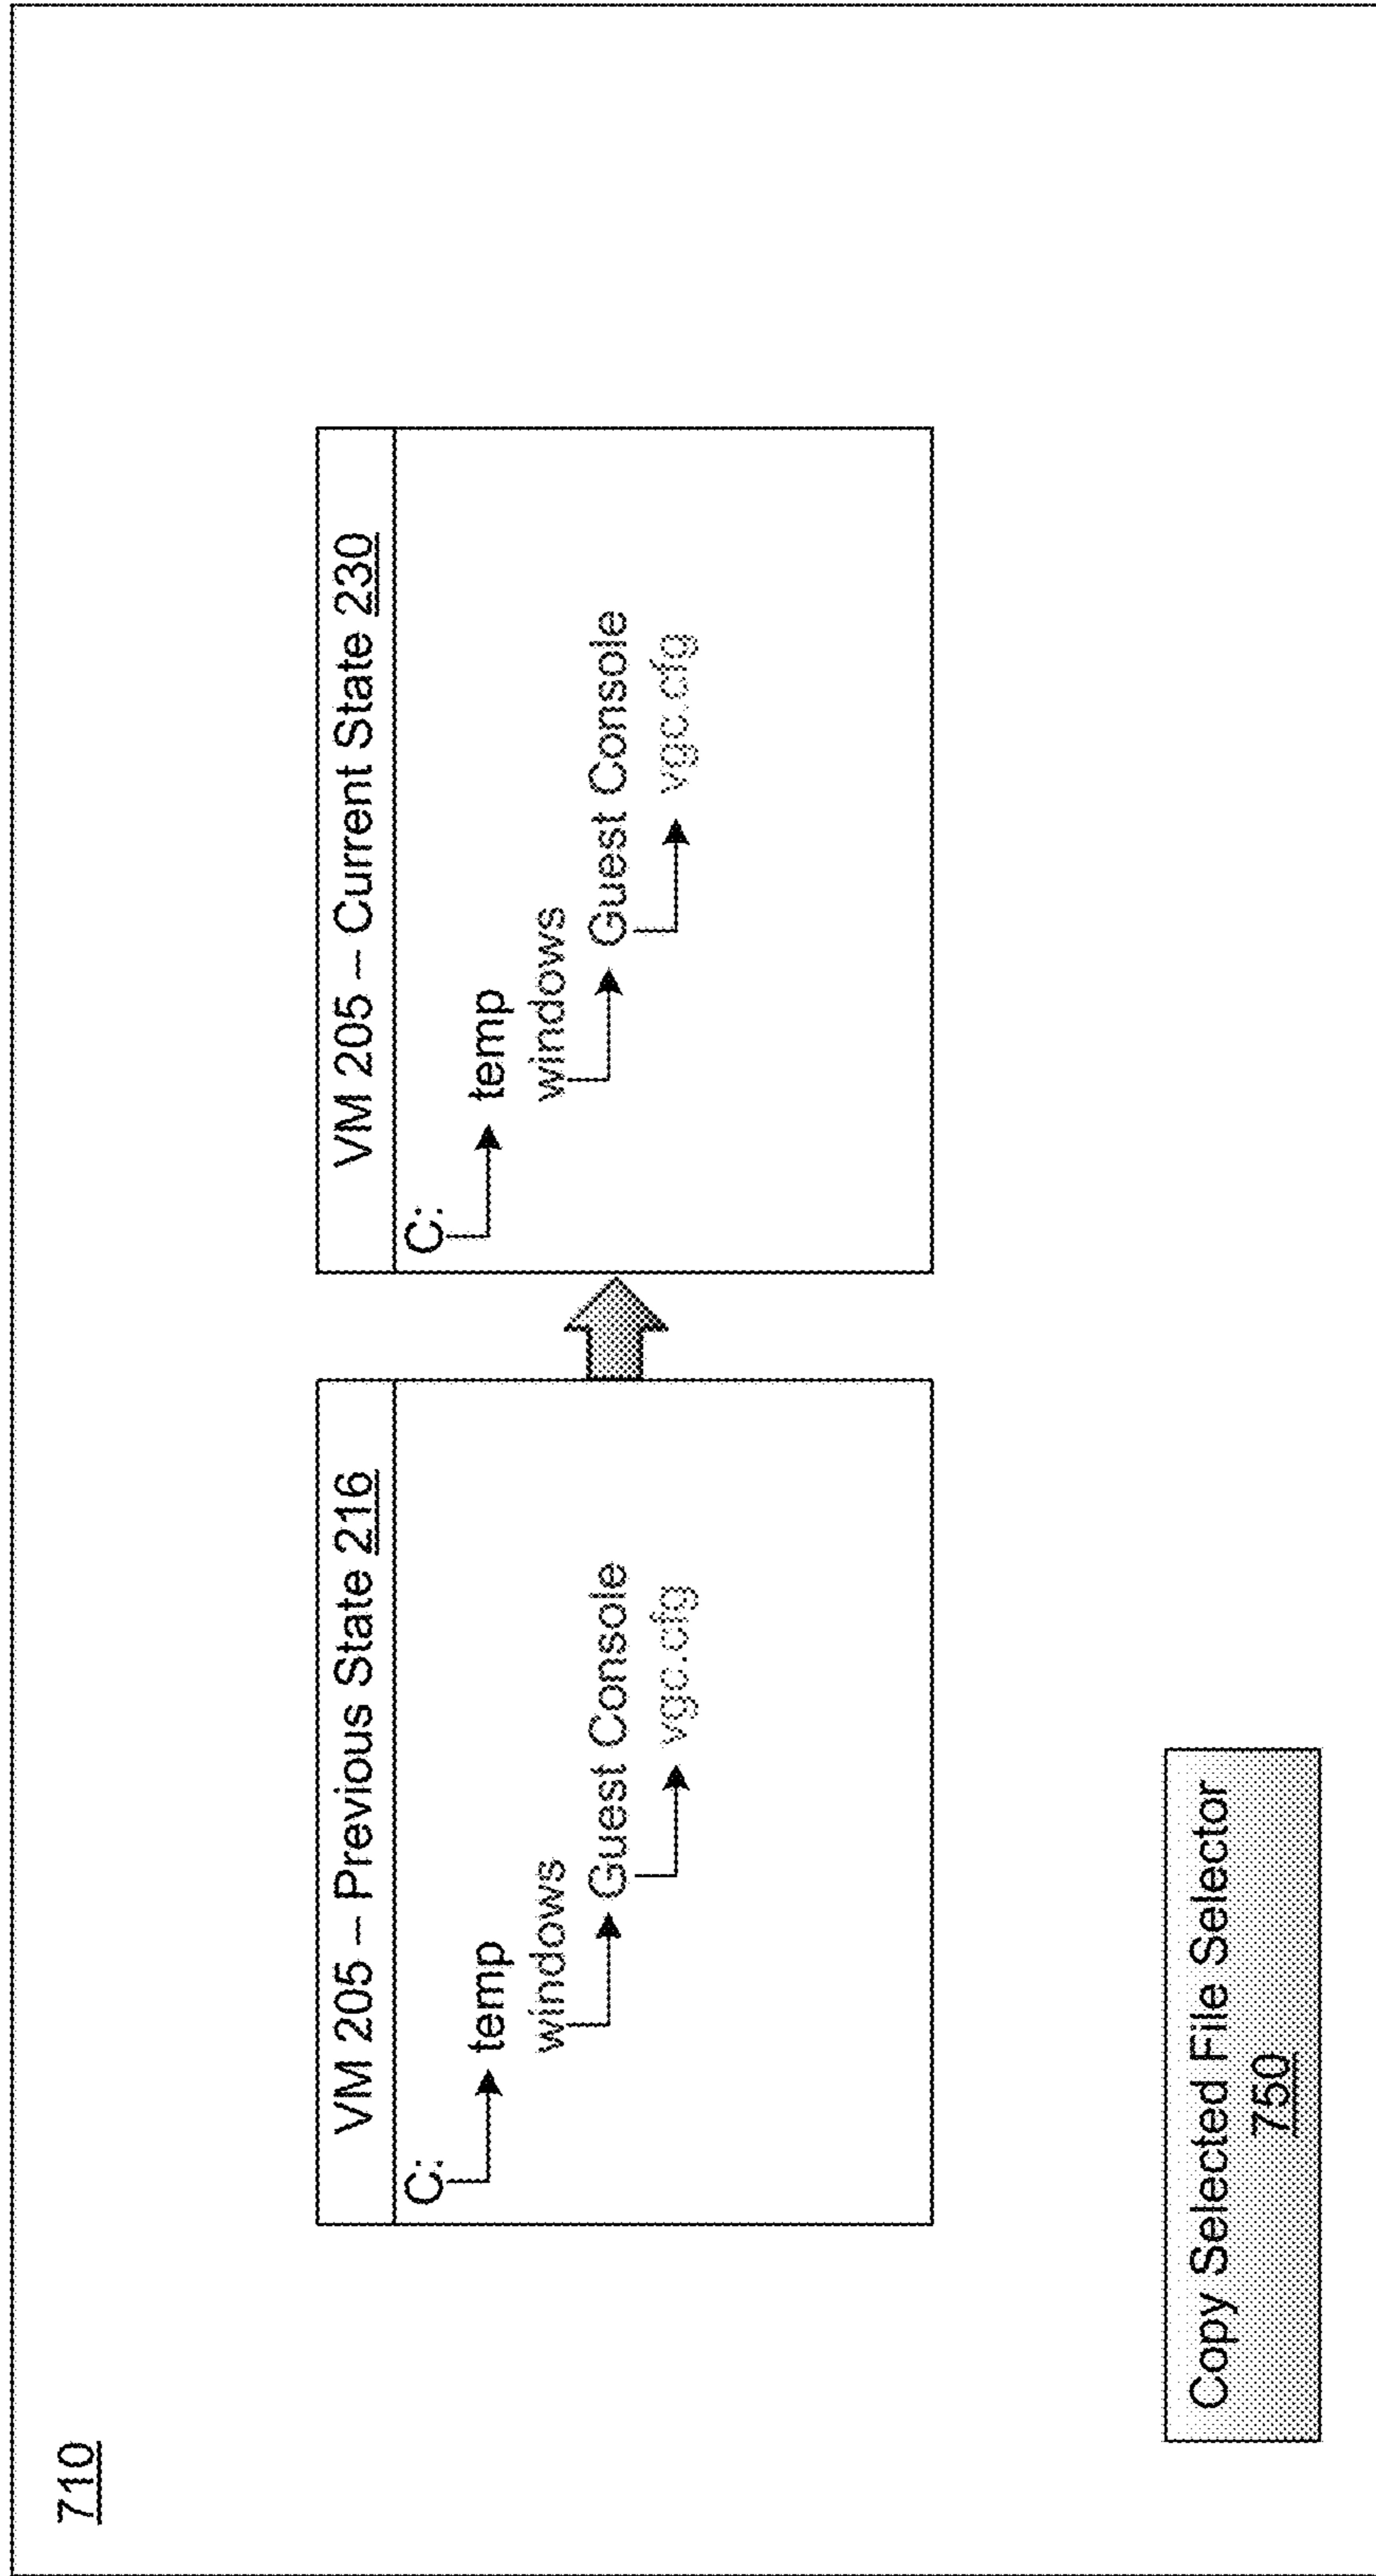 710
VM 205 – Previous State 216
C:
temp
windows
Guest Console
vgc.cfg
VM 205 – Current State 230
C:
temp
windows
Guest Console
vgc.cfg
Copy Selected File Selector
750